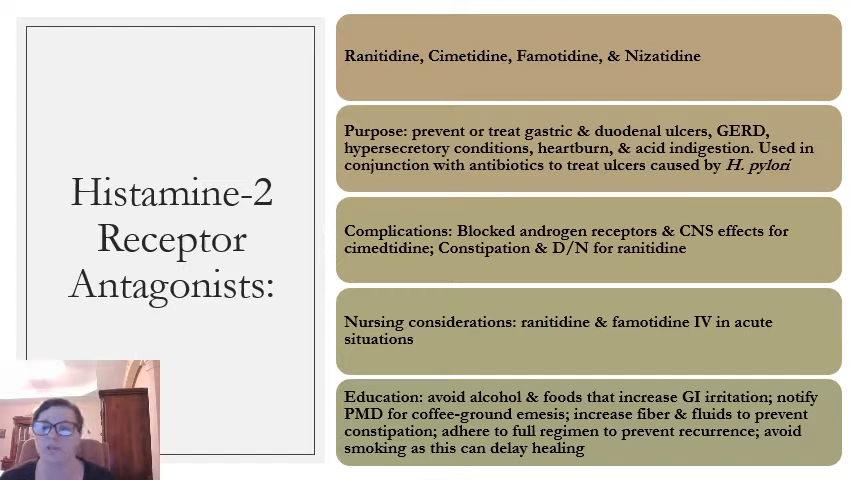 Histamine-2
Receptor
Antagonists:
Ranitidine, Cimetidine, Famotidine, & Nizatidine
Purpose: prevent or treat gastric & duodenal ulcers, GERD,
hypersecretory conditions, heartburn, & acid indigestion. Used in
conjunction with antibiotics to treat ulcers caused by H. pylori
Complications: Blocked androgen receptors & CNS effects for
cimedtidine; Constipation & D/N for ranitidine
Nursing considerations: ranitidine & famotidine IV in acute
situations
Education: avoid alcohol & foods that increase GI irritation; notify
PMD for coffee-ground emesis; increase fiber & fluids to prevent
constipation; adhere to full regimen to prevent recurrence; avoid
smoking as this can delay healing